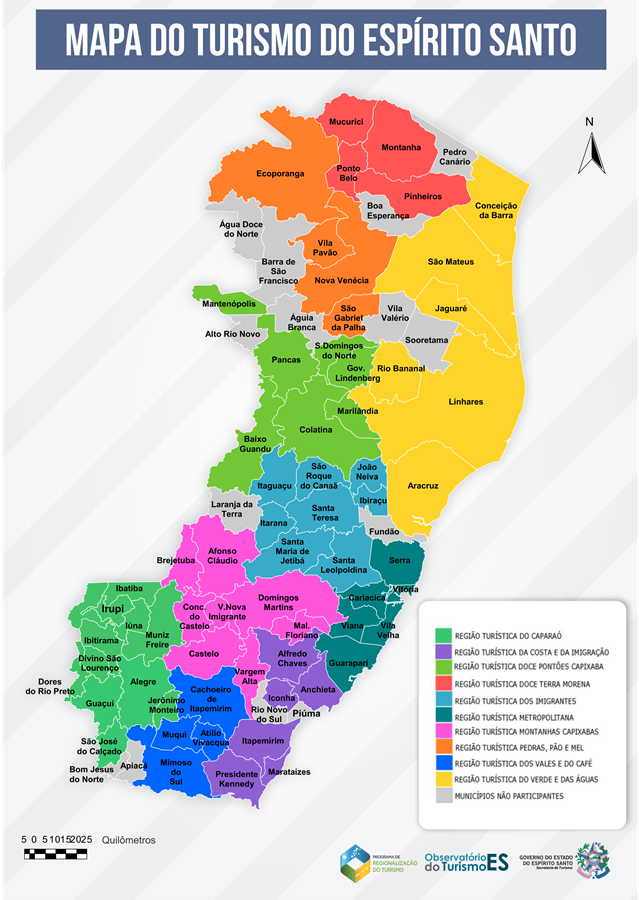 MAPA DO TURISMO DO ESPÍRITO SANTO
N
Mucurici
Montanha
Pedro
Canário
Ponto
Belo
Ecoporanga
Pinheiros
Boa
Esperança
Conceição
da Barra
Água Doce
do Norte
Vila
Pavão
Barra de
São
Francisco
São Mateus
Nova Venécia
Mantenópolis
Jaguaré
São
Gabriel
da Palha
Vila
Valério
Águia
Branca
Alto Rio Novo
Sooretama
S.Domingos
do Norte
Pancas
Gov.
Lindenberg
Rio Bananal
Linhares
Marilândia
Colatina
Baixo
Guandu
João
Neiva
São
Roque
do Canaã
Itaguaçu
Aracruz
Ibiraçu
Laranja da
Terra
Santa
Teresa
Itarana
Fundão
Santa
Maria de
Jetibá
Afonso
Cláudio
Brejetuba
Santa
Leolpoldina
Serra
Ibatiba
Vitória
Cariacica
Domingos
Martins
Irupi
Conc.
do
Castelo
V.Nova
Imigrante
Iúna
Viana
Vila
Velha
Mal.
Floriano
Ibitirama
Muniz
Freire
Castelo
Alfredo
Chaves
Divino São
Lourenço
Guarapari
Dores
do Rio Preto
Alegre
Vargem
Alta
Cachoeiro
de
Itapemirim
Anchieta
Iconha
Guaçuí
Jerônimo
Monteiro
Rio Novo
do Sul
Piúma
São José
do Calçado
Muqui
Atílio
Vivacqua
Itapemirim
Bom Jesus
do Norte
Apiacá
Mimoso
do
Sul
Presidente
Kennedy
Marataízes
REGIÃO TURÍSTICA DO CAPARAÓ
REGIÃO TURÍSTICA DA COSTA E DA IMIGRAÇÃO
REGIÃO TURÍSTICA DOCE PONTÕES CAPIXABA
REGIÃO TURÍSTICA DOCE TERRA MORENA
REGIÃO TURÍSTICA DOS IMIGRANTES
REGIÃO TURÍSTICA METROPOLITANA
REGIÃO TURÍSTICA MONTANHAS CAPIXABAS
REGIÃO TURÍSTICA PEDRAS, PÃO E MEL
REGIÃO TURÍSTICA DOS VALES E DO CAFÉ
REGIÃO TURÍSTICA DO VERDE E DAS ÁGUAS
MUNICÍPIOS NÃO PARTICIPANTES
5 0 5 10152025 Quilômetros
PROGRAMA DE
REGIONALIZAÇÃO
DO TURISMO
Observatório
do Turismo ES
GOVERNO DO ESTADO
DO ESPÍRITO SANTO
Secretaria de Turismo